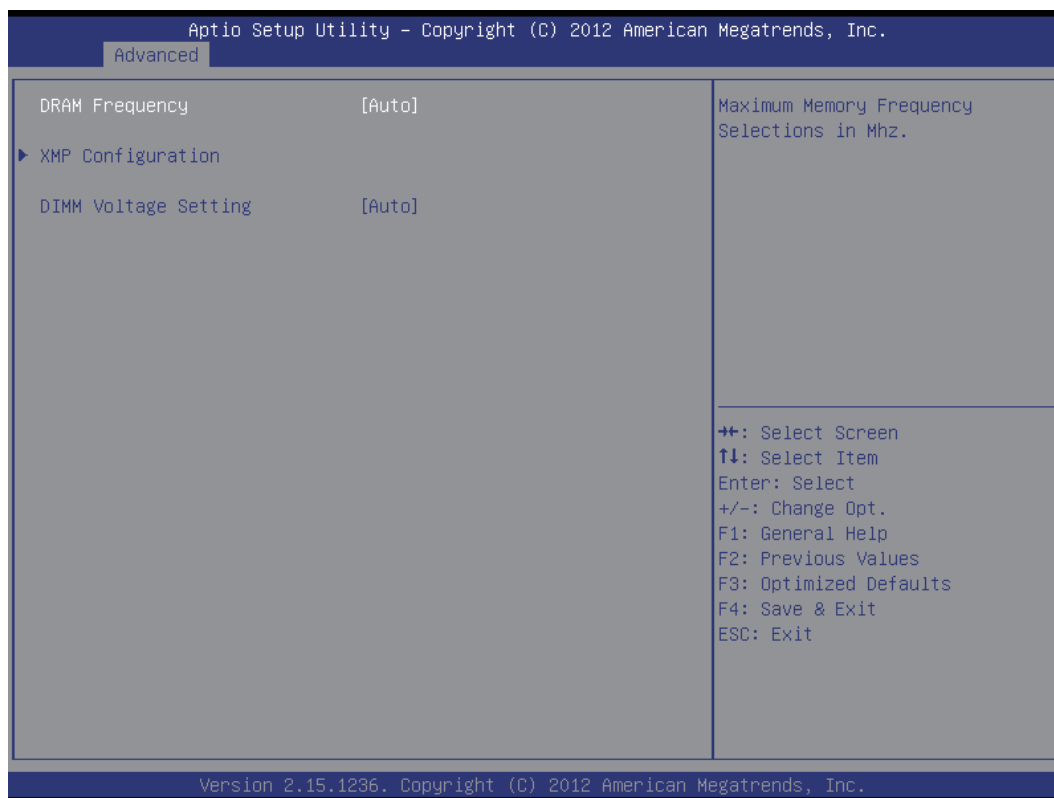 Aptio Setup Utility – Copyright (C) 2012 American Megatrends, Inc.
Advanced
DRAM Frequency [Auto]
▶ XMP Configuration
DIMM Voltage Setting [Auto]
Maximum Memory Frequency
Selections in Mhz.
→←: Select Screen
↑↓: Select Item
Enter: Select
+/-: Change Opt.
F1: General Help
F2: Previous Values
F3: Optimized Defaults
F4: Save & Exit
ESC: Exit
Version 2.15.1236. Copyright (C) 2012 American Megatrends, Inc.